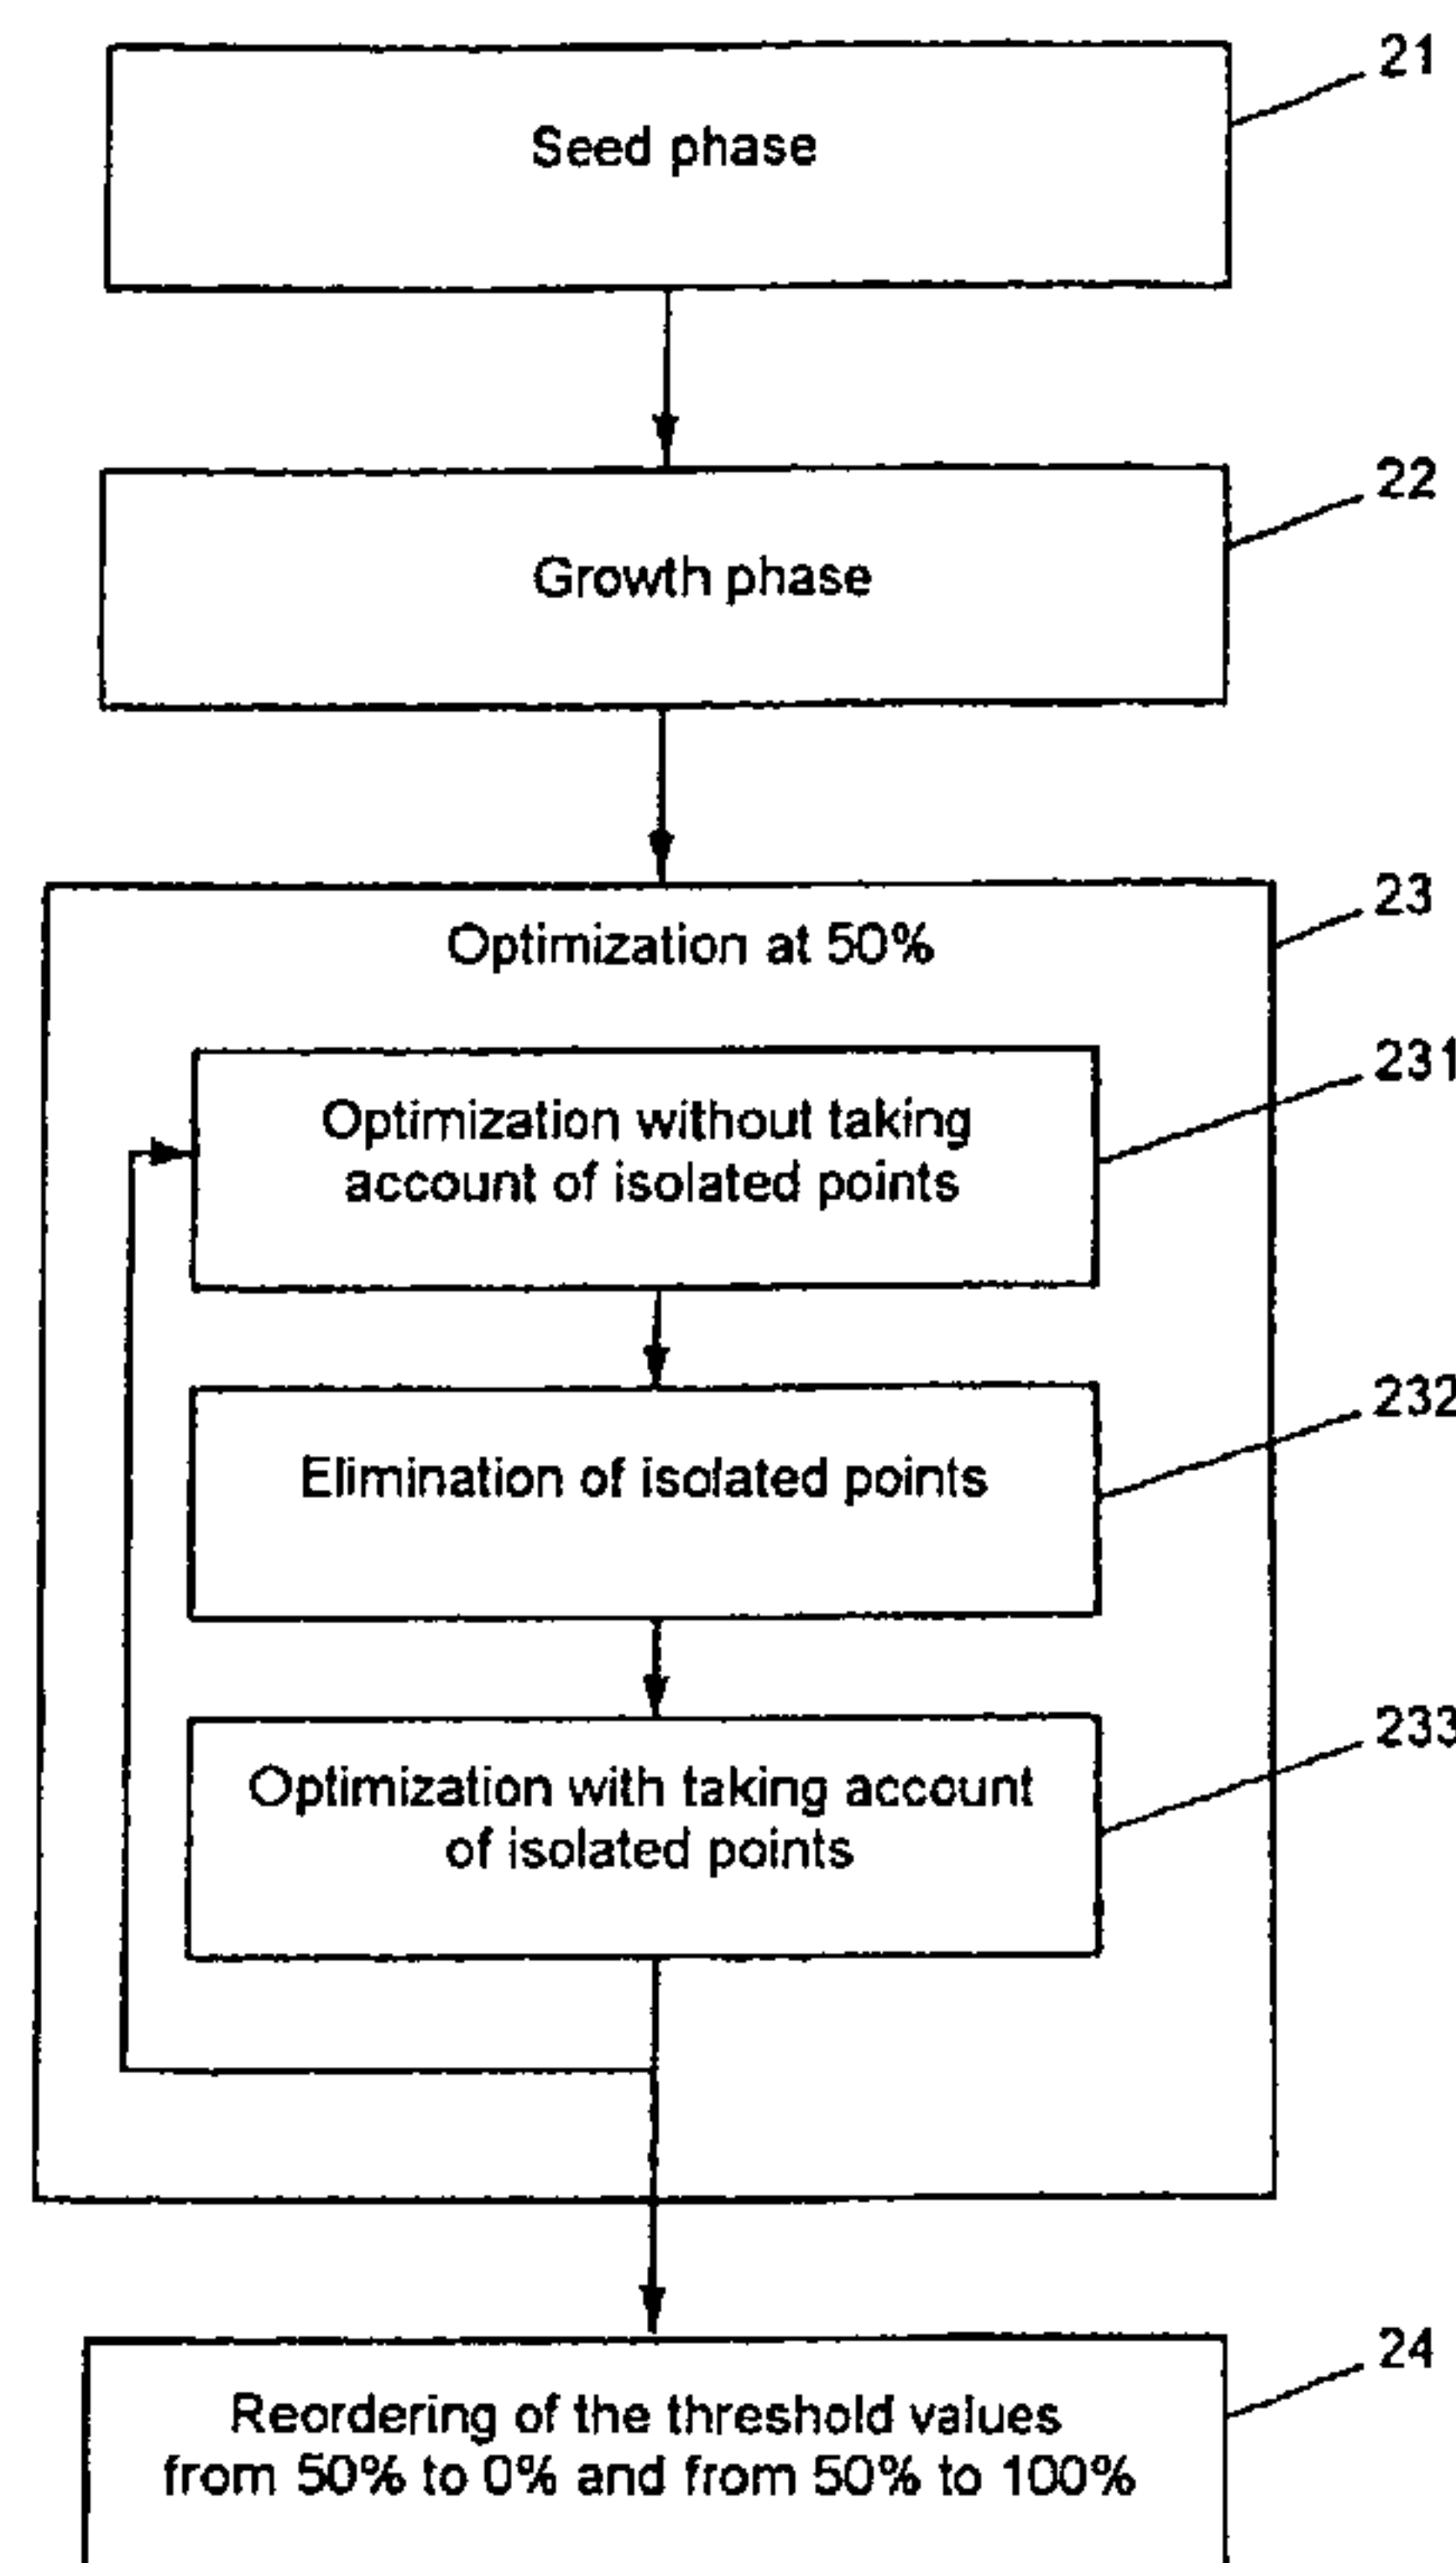 21
Seed phase
22
Growth phase
23
Optimization at 50%
231
Optimization without taking
account of isolated points
232
Elimination of isolated points
233
Optimization with taking account
of isolated points
24
Reordering of the threshold values
from 50% to 0% and from 50% to 100%